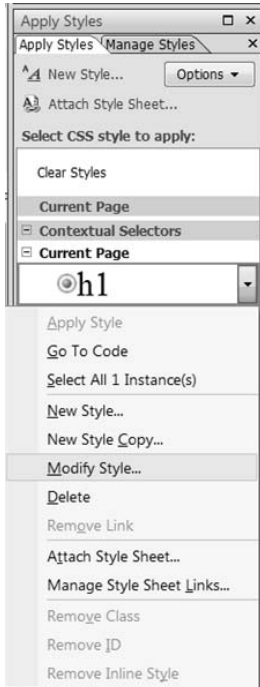 Apply Styles
Apply Styles Manage Styles
New Style... Options
Attach Style Sheet...
Select CSS style to apply:
Clear Styles
Current Page
Contextual Selectors
Current Page
h1
Apply Style
Go To Code
Select All 1 Instance(s)
New Style...
New Style Copy...
Modify Style...
Delete
Remove Link
Attach Style Sheet...
Manage Style Sheet Links...
Remove Class
Remove ID
Remove Inline Style